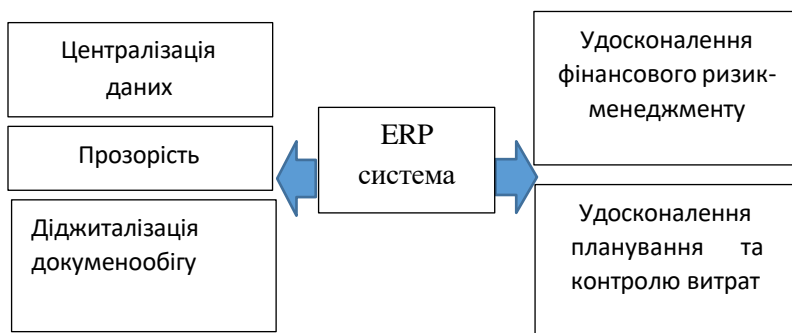 Централізація
даних
Прозорість
Діджиталізація
докуменообігу
ERP
система
Удосконалення
фінансового ризик-
менеджменту
Удосконалення
планування та
контролю витрат